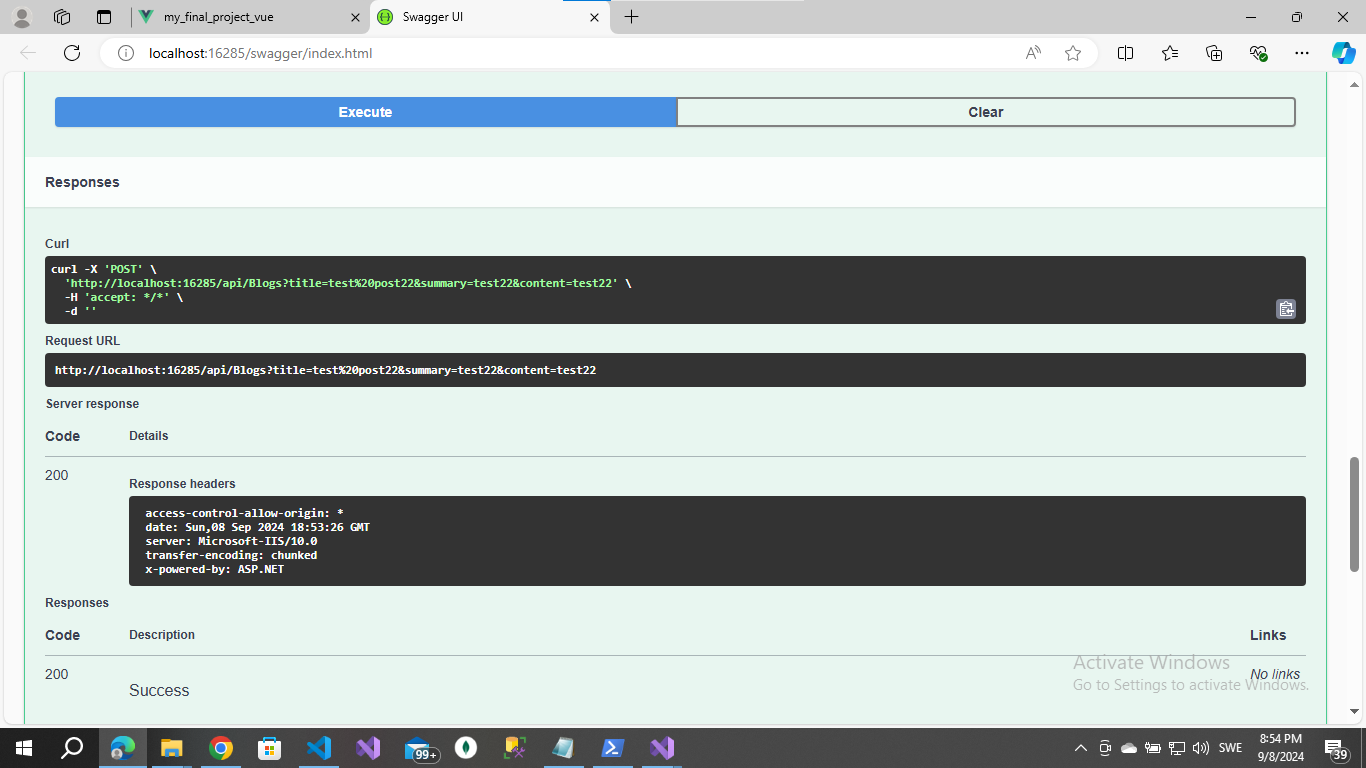 my_final_project_vue
Swagger UI
localhost:16285/swagger/index.html
Execute
Clear
Responses
Curl
curl -X 'POST' \
'http://localhost:16285/api/Blogs?title=test%20post22&summary=test22&content=test22' \
-H 'accept: */*' \
-d ''
Request URL
http://localhost:16285/api/Blogs?title=test%20post22&summary=test22&content=test22
Server response
Code
Details
200
Response headers
access-control-allow-origin: *
date: Sun,08 Sep 2024 18:53:26 GMT
server: Microsoft-IIS/10.0
transfer-encoding: chunked
x-powered-by: ASP.NET
Responses
Code
Description
Links
200
Success
No links
Activate Windows
Go to Settings to activate Windows.
99+
SWE
8:54 PM
9/8/2024
39